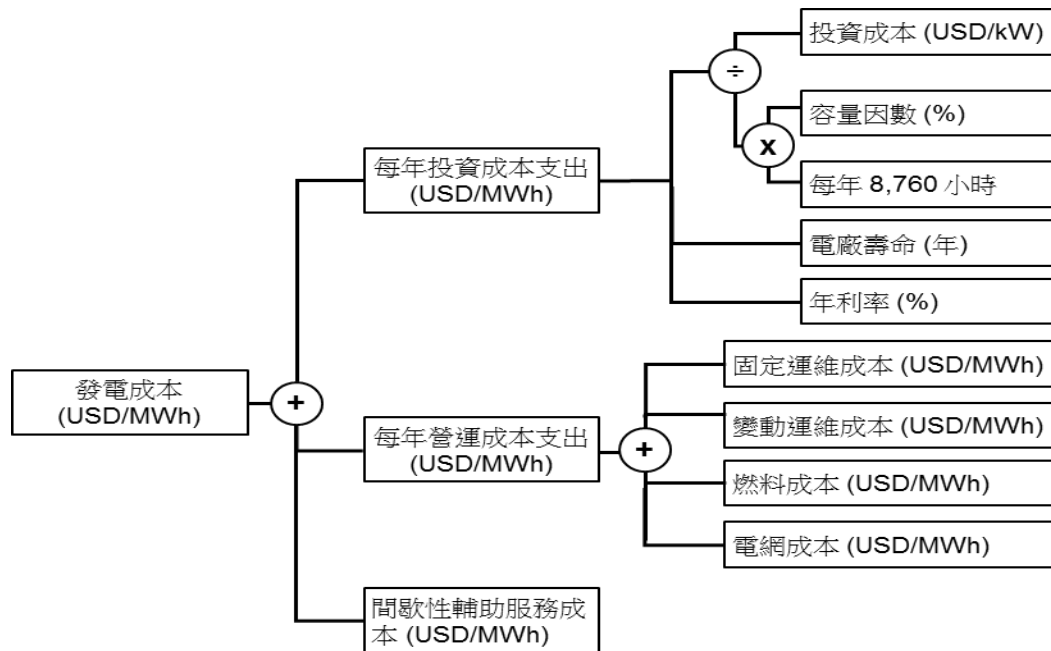 投資成本 (USD/kW)
÷
容量因數 (%)
x
每年 8,760 小時
每年投資成本支出
(USD/MWh)
電廠壽命 (年)
年利率 (%)
發電成本
(USD/MWh)
+
固定運維成本 (USD/MWh)
變動運維成本 (USD/MWh)
每年營運成本支出
(USD/MWh)
+
燃料成本 (USD/MWh)
電網成本 (USD/MWh)
間歇性輔助服務成
本 (USD/MWh)